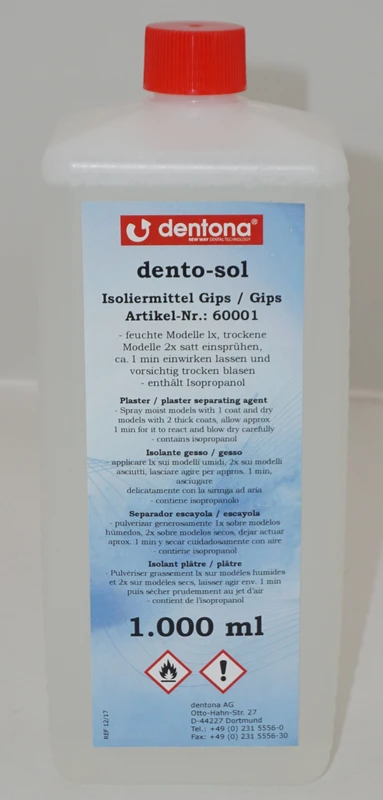 dentona®
NEW WAY DENTAL TECHNOLOGY
dento-sol
Isoliermittel Gips / Gips
Artikel-Nr.: 60001
- feuchte Modelle lx, trockene
Modelle 2x satt einsprühen,
ca. 1 min einwirken lassen und
vorsichtig trocken blasen
- enthält Isopropanol
Plaster / plaster separating agent
- Spray moist models with 1 coat and dry
models with 2 thick coats, allow approx.
1 min for it to react and blow dry carefully
- contains isopropanol
Isolante gesso / gesso
applicare lx sui modelli umidi, 2x sui modelli
asciutti, lasciare agire per appros. 1 min,
asciugare
delicatamente con la siringa ad aria
- contiene isopropanolo
Separador escayola / escayola
- pulverizar generosamente 1x sobre modelos
húmedos, 2x sobre modelos secos, dejar actuar
aprox. 1 min y secar cuidadosamente con aire
- contiene isopropanol
Isolant plâtre / plâtre
- Pulvériser grassement lx sur modèles humides
et 2x sur modèles secs, laisser agir env. 1 min
puis sécher prudemment au jet d'air
- contient de l'isopropanol
1.000 ml
REF 12/17
dentona AG
Otto-Hahn-Str. 27
D-44227 Dortmund
Tel.: +49 (0) 231 5556-0
Fax: +49 (0) 231 5556-30